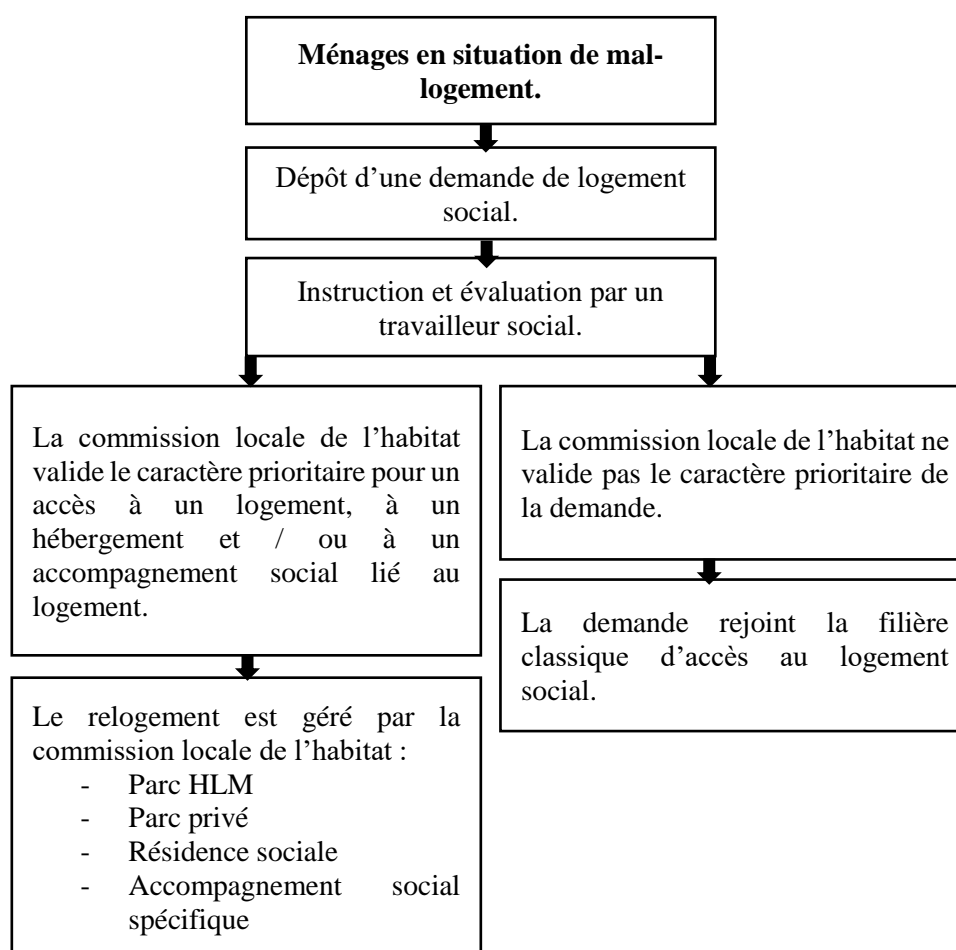 Ménages en situation de mal-
logement.
Dépôt d’une demande de logement
social.
Instruction et évaluation par un
travailleur social.
La commission locale de l’habitat
valide le caractère prioritaire pour un
accès à un logement, à un
hébergement et / ou à un
accompagnement social lié au
logement.
La commission locale de l’habitat ne
valide pas le caractère prioritaire de
la demande.
La demande rejoint la filière
classique d’accès au logement
social.
Le relogement est géré par la
commission locale de l’habitat :
- Parc HLM
- Parc privé
- Résidence sociale
- Accompagnement social
spécifique